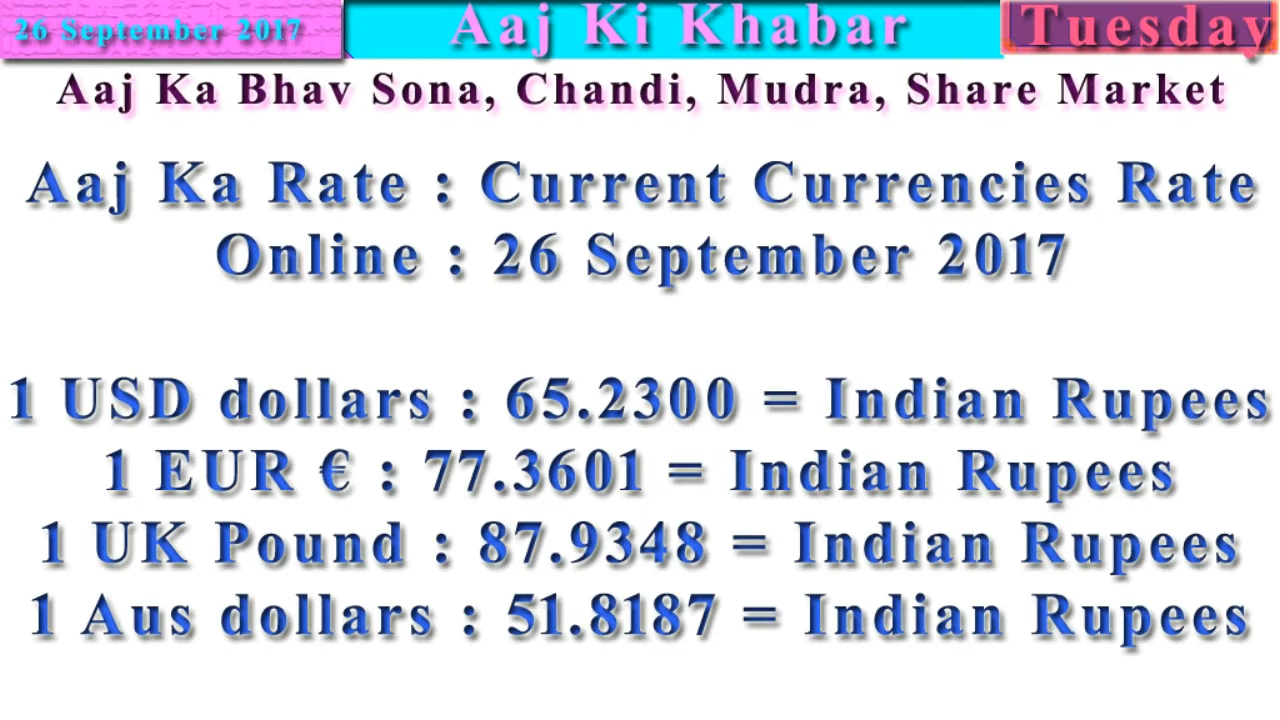 26 September 2017 Aaj Ki Khabar Tuesday
Aaj Ka Bhav Sona, Chandi, Mudra, Share Market
Aaj Ka Rate : Current Currencies Rate
Online : 26 September 2017
1 USD dollars : 65.2300 = Indian Rupees
1 EUR € : 77.3601 = Indian Rupees
1 UK Pound : 87.9348 = Indian Rupees
1 Aus dollars : 51.8187 = Indian Rupees